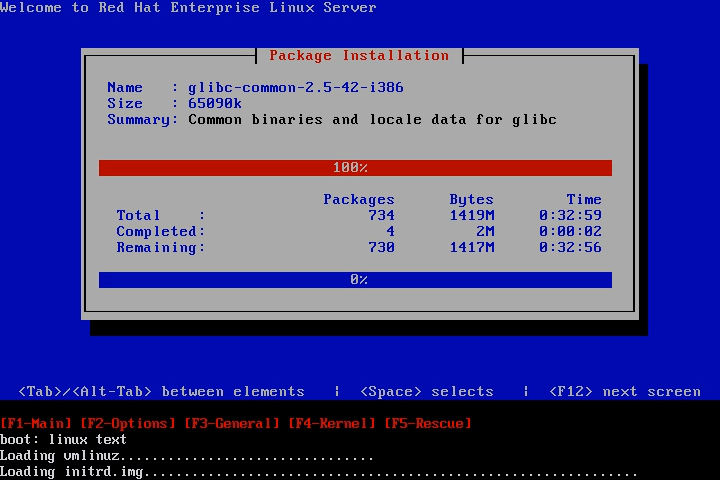 Welcome to Red Hat Enterprise Linux Server
Package Installation
Name : glibc-common-2.5-42-i386
Size : 65090k
Summary: Common binaries and locale data for glibc
100%
Packages Bytes Time
Total : 734 1419M 0:32:59
Completed: 4 2M 0:00:02
Remaining: 730 1417M 0:32:56
0%
<Tab>/<Alt-Tab> between elements | <Space> selects | <F12> next screen
[F1-Main] [F2-Options] [F3-General] [F4-Kernel] [F5-Rescue]
boot: linux text
Loading vmlinuz............................
Loading initrd.img.......................................................